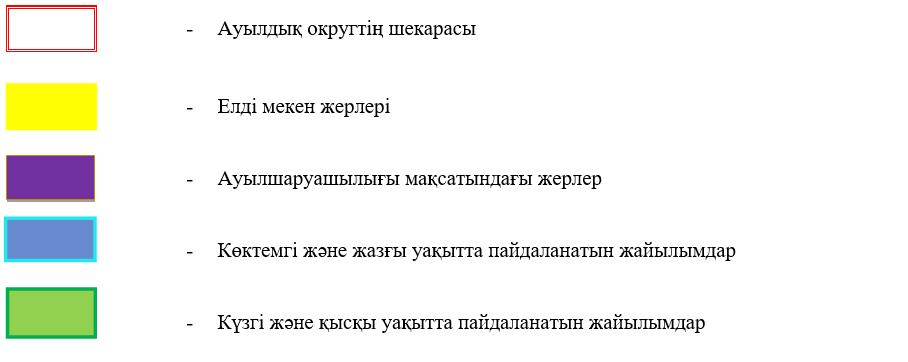 - Ауылдық округтің шекарасы
- Елді мекен жерлері
- Ауылшаруашылығы мақсатындағы жерлер
- Көктемгі және жазғы уақытта пайдаланатын жайылымдар
- Күзгі және қысқы уақытта пайдаланатын жайылымдар